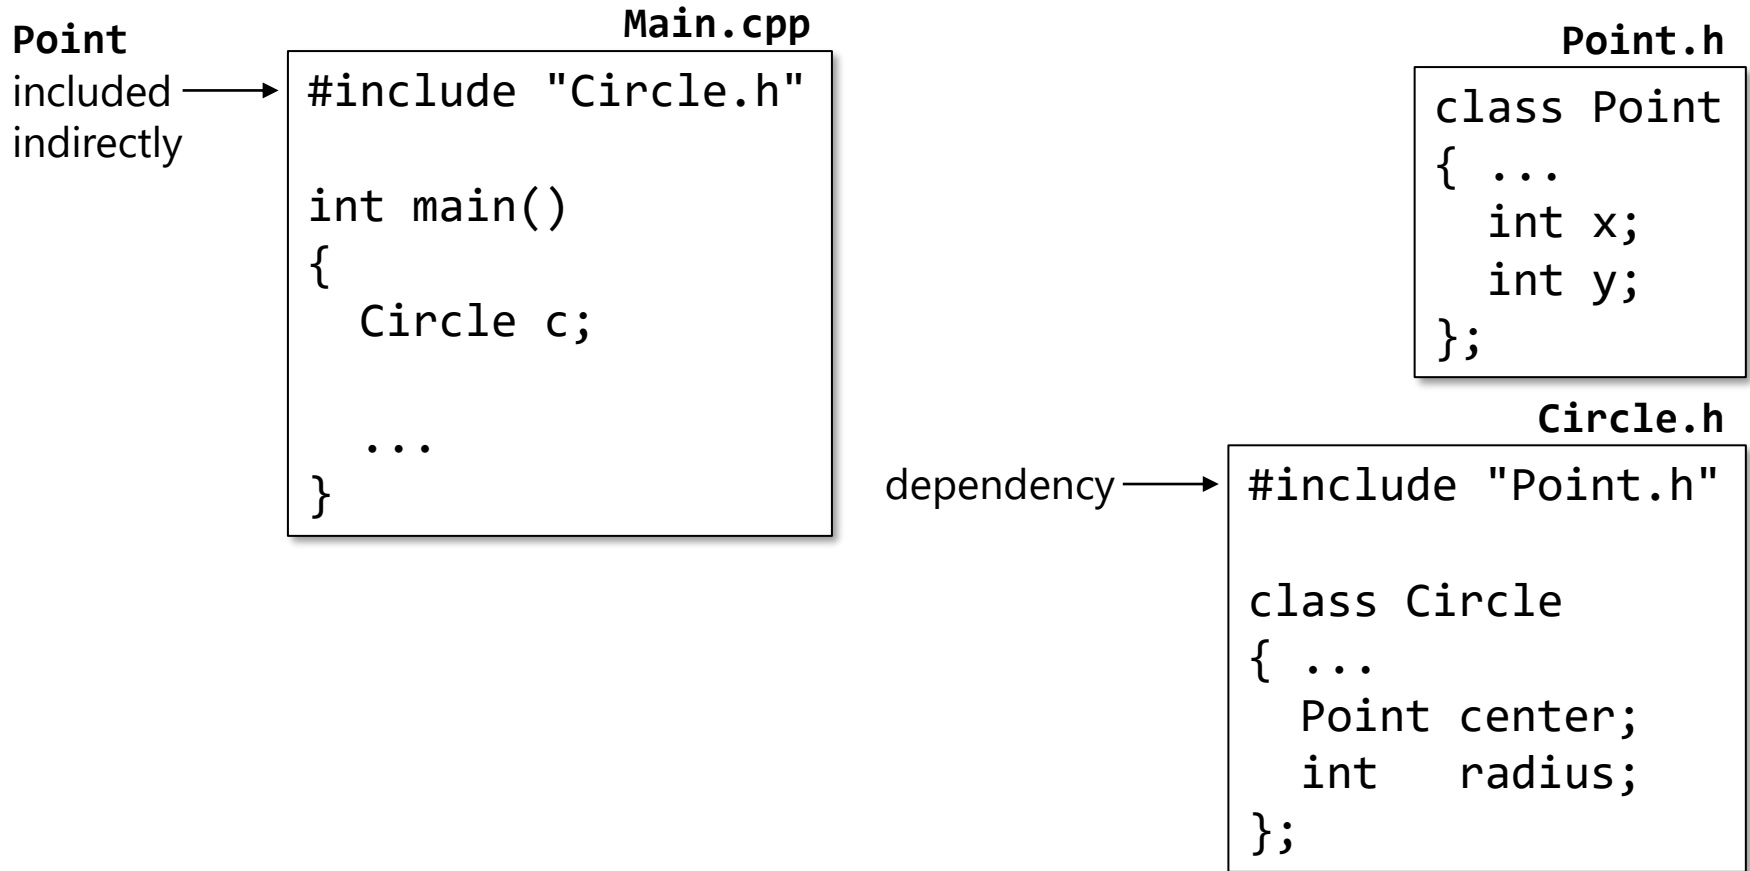 Point
included
indirectly
Main.cpp
#include "Circle.h"
int main()
{
  Circle c;
  ...
}
Point.h
class Point
{ ...
  int x;
  int y;
};
Circle.h
dependency
#include "Point.h"
class Circle
{ ...
  Point center;
  int   radius;
};